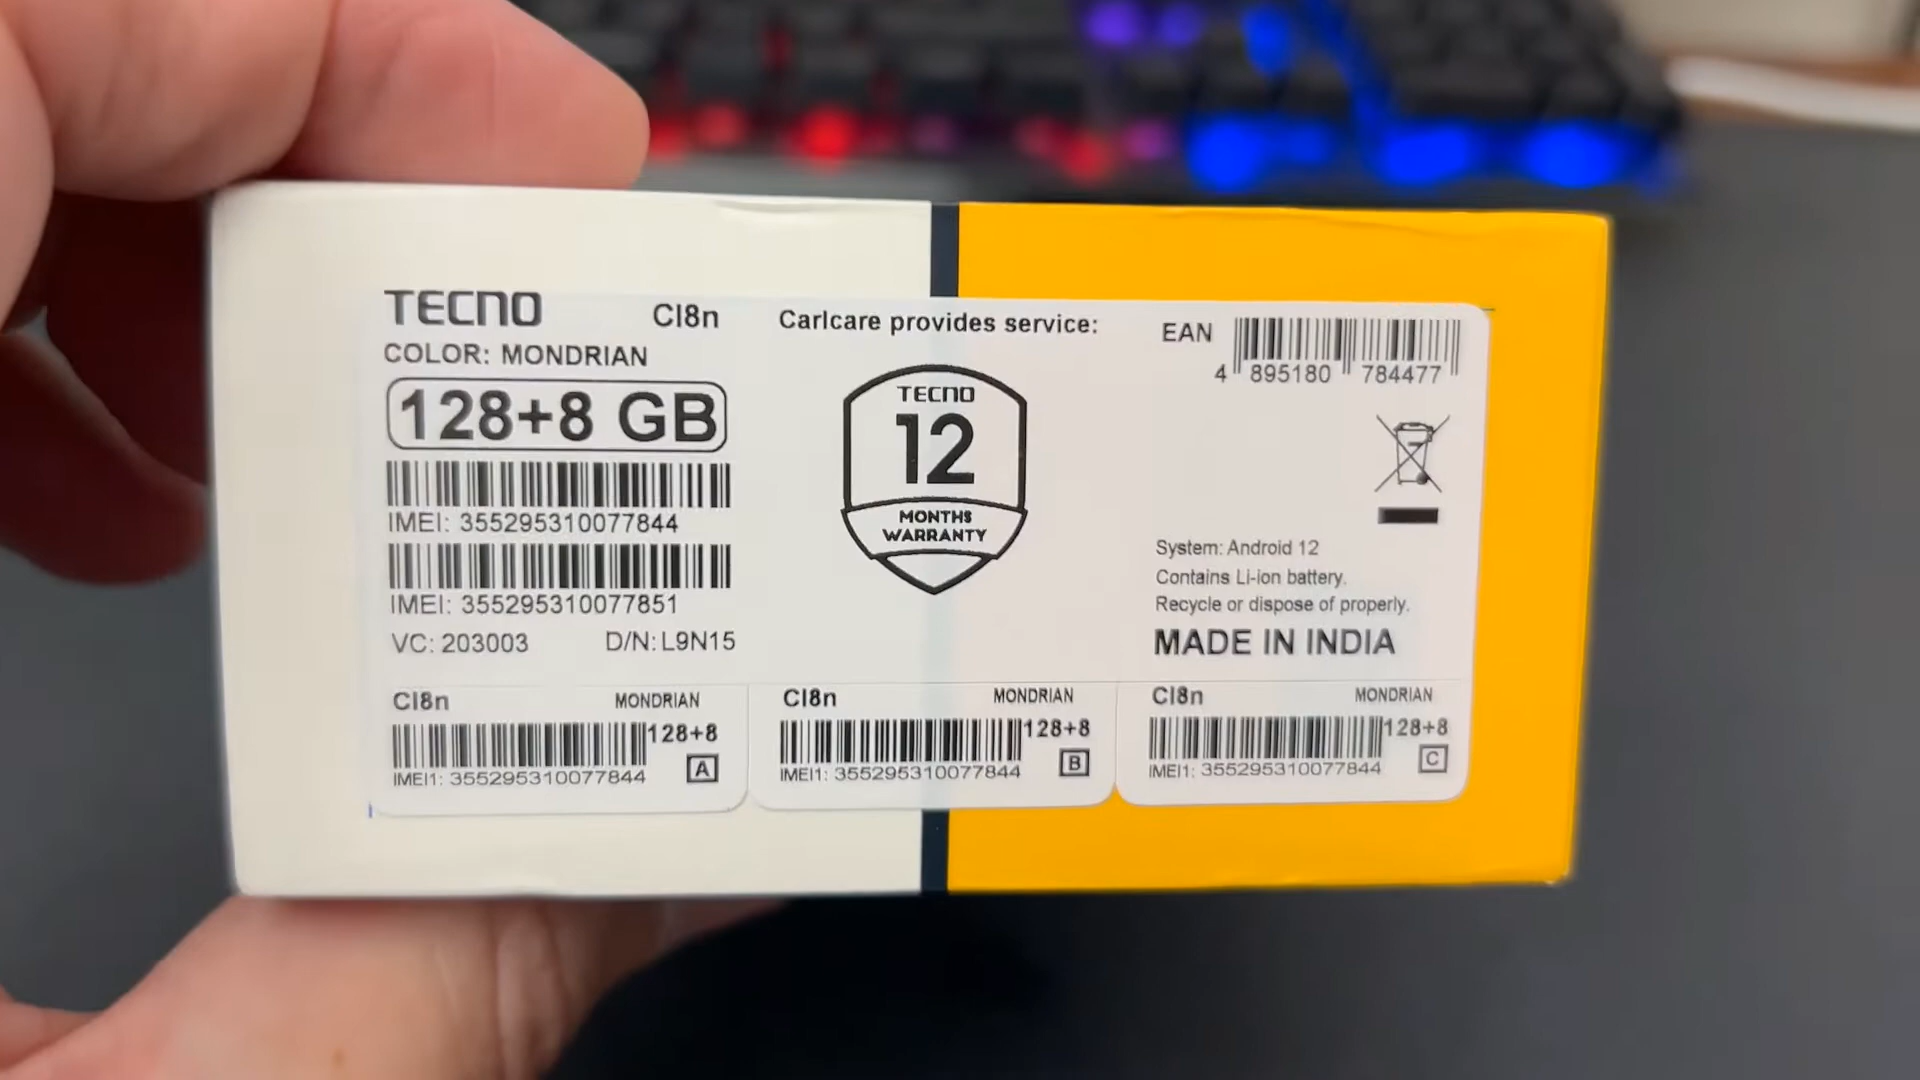 TECNO CI8n
COLOR: MONDRIAN
128+8 GB
IMEI: 355295310077844
IMEI: 355295310077851
VC: 203003 D/N: L9N15
Carlcare provides service:
TECNO
12
MONTHS
WARRANTY
EAN
4 895180 784477
System: Android 12
Contains Li-ion battery.
Recycle or dispose of properly.
MADE IN INDIA
CI8n MONDRIAN
128+8
IMEI1: 355295310077844 A
CI8n MONDRIAN
128+8
IMEI1: 355295310077844 B
CI8n MONDRIAN
128+8
IMEI1: 355295310077844 C